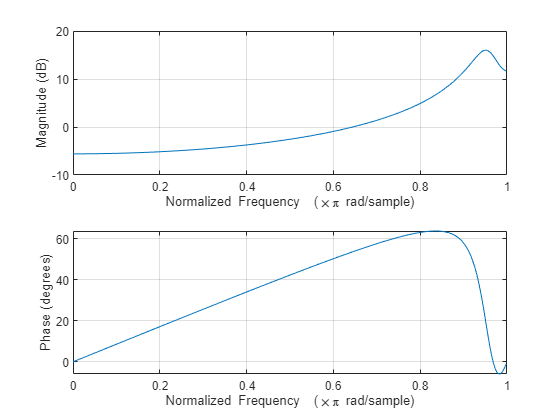 20
10
0
-10
Magnitude (dB)
0 0.2 0.4 0.6 0.8 1
Normalized Frequency (×π rad/sample)
60
40
20
0
Phase (degrees)
0 0.2 0.4 0.6 0.8 1
Normalized Frequency (×π rad/sample)